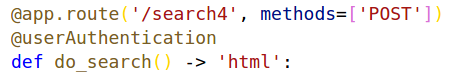 @app.route('/search4', methods=['POST'])
@userAuthentication
def do_search() -> 'html':